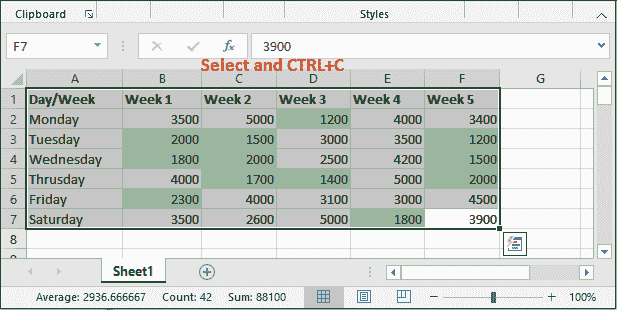 Clipboard Styles
F7 fx 3900
Select and CTRL+C
A B C D E F G
1 Day/Week Week 1 Week 2 Week 3 Week 4 Week 5
2 Monday 3500 5000 1200 4000 3400
3 Tuesday 2000 1500 3000 3500 1200
4 Wednesday 1800 2000 2500 4200 1500
5 Thrusday 4000 1700 1400 5000 2000
6 Friday 2300 4000 3100 3000 4500
7 Saturday 3500 2600 5000 1800 3900
8
Sheet1
Average: 2936.666667 Count: 42 Sum: 88100 100%